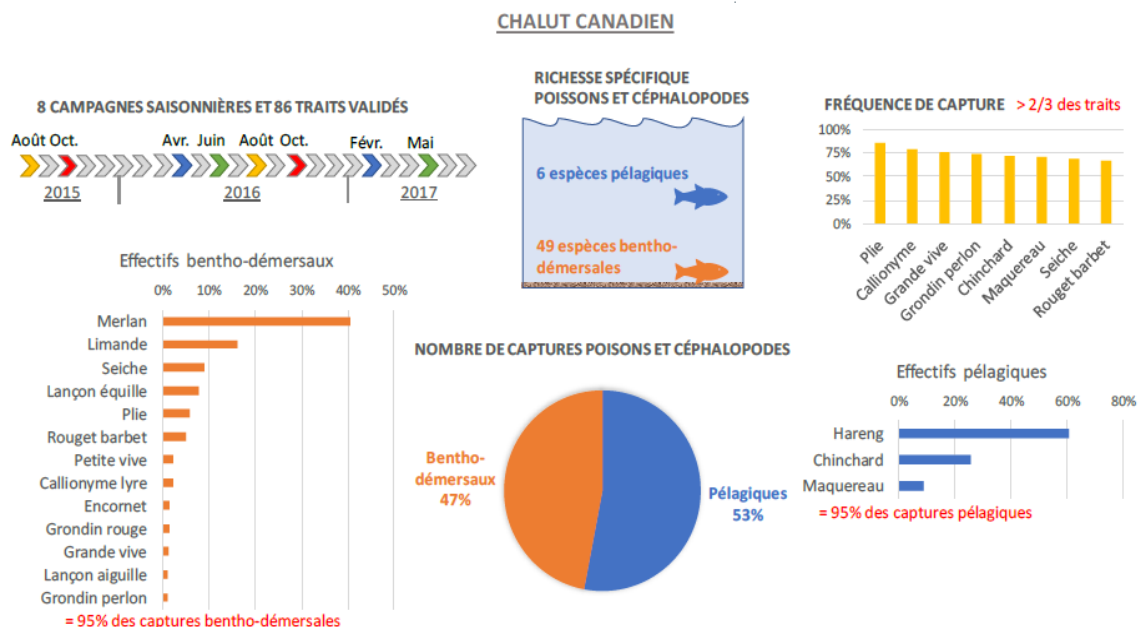 CHALUT CANADIEN
8 CAMPAGNES SAISONNIÈRES ET 86 TRAITS VALIDÉS
Août Oct. Avr. Juin Août Oct. Févr. Mai
2015 2016 2017
RICHESSE SPÉCIFIQUE
POISSONS ET CÉPHALOPODES
6 espèces pélagiques
49 espèces bentho-
démersales
FRÉQUENCE DE CAPTURE > 2/3 des traits
100%
75%
50%
25%
0%
Plie
Callionyme
Grande vive
Grondin perlon
Chinchard
Maquereau
Seiche
Rouget barbet
Effectifs bentho-démersaux
0% 10% 20% 30% 40% 50%
Merlan
Limande
Seiche
Lançon équille
Plie
Rouget barbet
Petite vive
Callionyme lyre
Encornet
Grondin rouge
Grande vive
Lançon aiguille
Grondin perlon
= 95% des captures bentho-démersales
NOMBRE DE CAPTURES POISONS ET CÉPHALOPODES
Bentho-
démersaux
47%
Pélagiques
53%
Effectifs pélagiques
0% 20% 40% 60% 80%
Hareng
Chinchard
Maquereau
= 95% des captures pélagiques